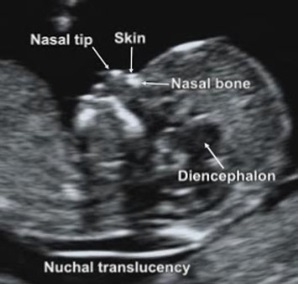 Nasal tip
Skin
Nasal bone
Diencephalon
Nuchal translucency